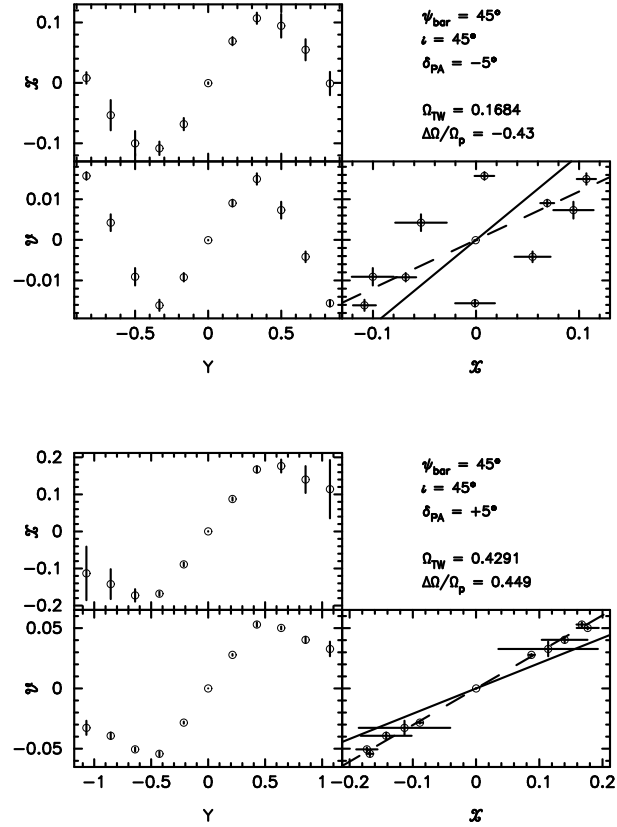 0.1
0
−0.1
𝒳
ψbar = 45°
ι = 45°
δPA = −5°
ΩTW = 0.1684
ΔΩ/Ωp = −0.43
0.01
0
−0.01
𝒱
−0.5 0 0.5
Y
−0.1 0 0.1
𝒳
0.2
0.1
0
−0.1
−0.2
𝒳
ψbar = 45°
ι = 45°
δPA = +5°
ΩTW = 0.4291
ΔΩ/Ωp = 0.449
0.05
0
−0.05
𝒱
−1 −0.5 0 0.5 1
Y
−0.2 −0.1 0 0.1 0.2
𝒳